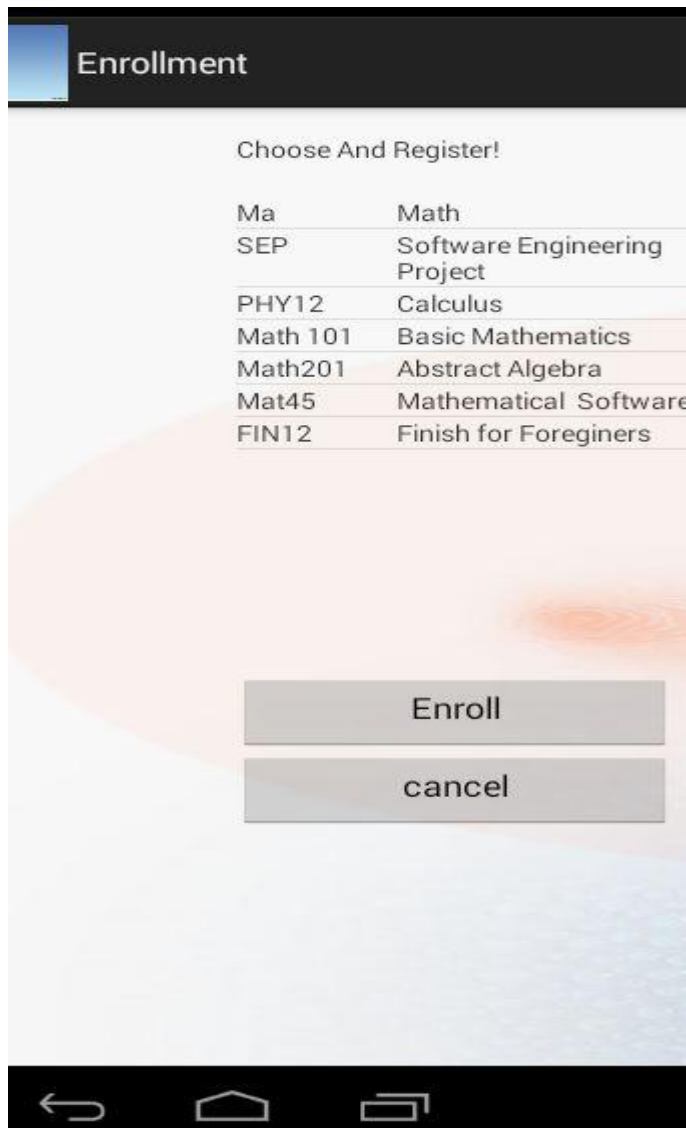 Enrollment
Choose And Register!
Ma Math
SEP Software Engineering
Project
PHY12 Calculus
Math 101 Basic Mathematics
Math201 Abstract Algebra
Mat45 Mathematical Software
FIN12 Finish for Foreginers
Enroll
cancel